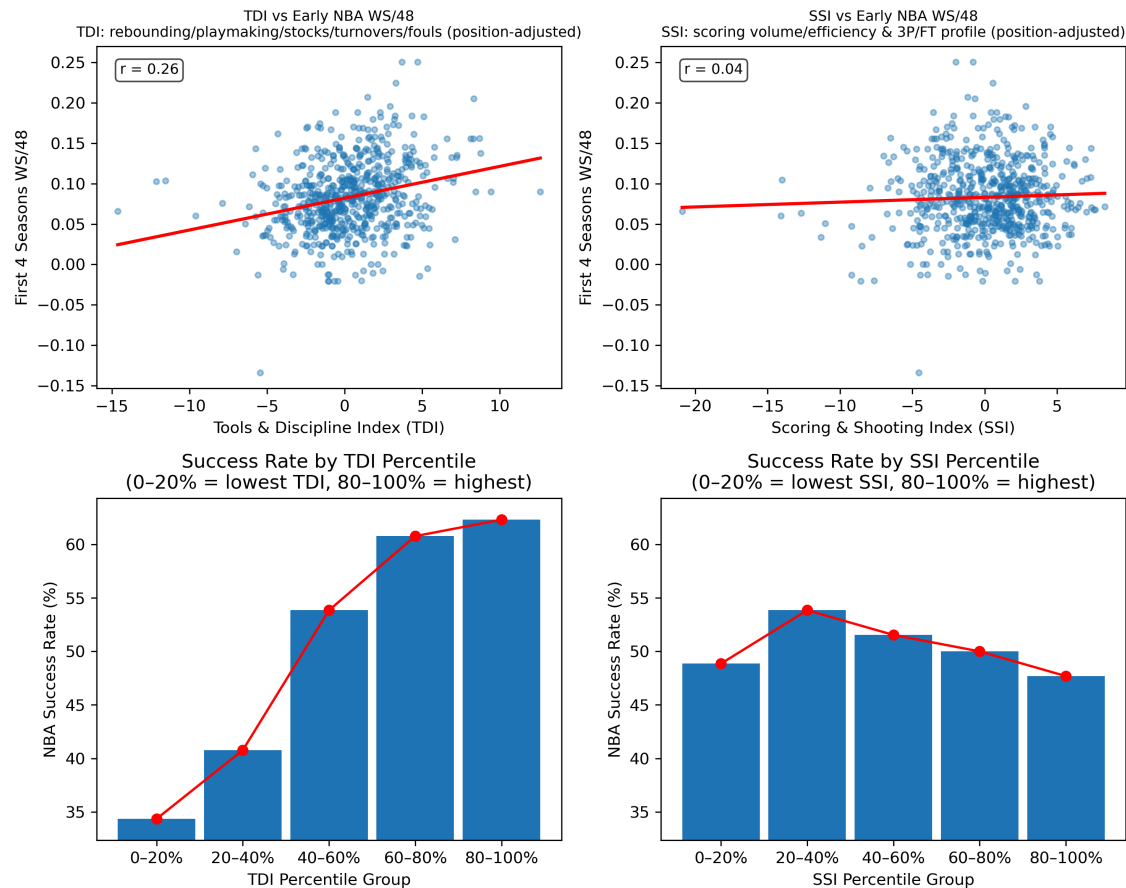 TDI vs Early NBA WS/48
TDI: rebounding/playmaking/stocks/turnovers/fouls (position-adjusted)
r = 0.26
0.25
0.20
0.15
0.10
0.05
0.00
−0.05
−0.10
−0.15
First 4 Seasons WS/48
−15
−10
−5
0
5
10
Tools & Discipline Index (TDI)
SSI vs Early NBA WS/48
SSI: scoring volume/efficiency & 3P/FT profile (position-adjusted)
r = 0.04
0.25
0.20
0.15
0.10
0.05
0.00
−0.05
−0.10
−0.15
First 4 Seasons WS/48
−20
−15
−10
−5
0
5
Scoring & Shooting Index (SSI)
Success Rate by TDI Percentile
(0–20% = lowest TDI, 80–100% = highest)
60
55
50
45
40
35
NBA Success Rate (%)
0–20%
20–40%
40–60%
60–80%
80–100%
TDI Percentile Group
Success Rate by SSI Percentile
(0–20% = lowest SSI, 80–100% = highest)
60
55
50
45
40
35
NBA Success Rate (%)
0–20%
20–40%
40–60%
60–80%
80–100%
SSI Percentile Group